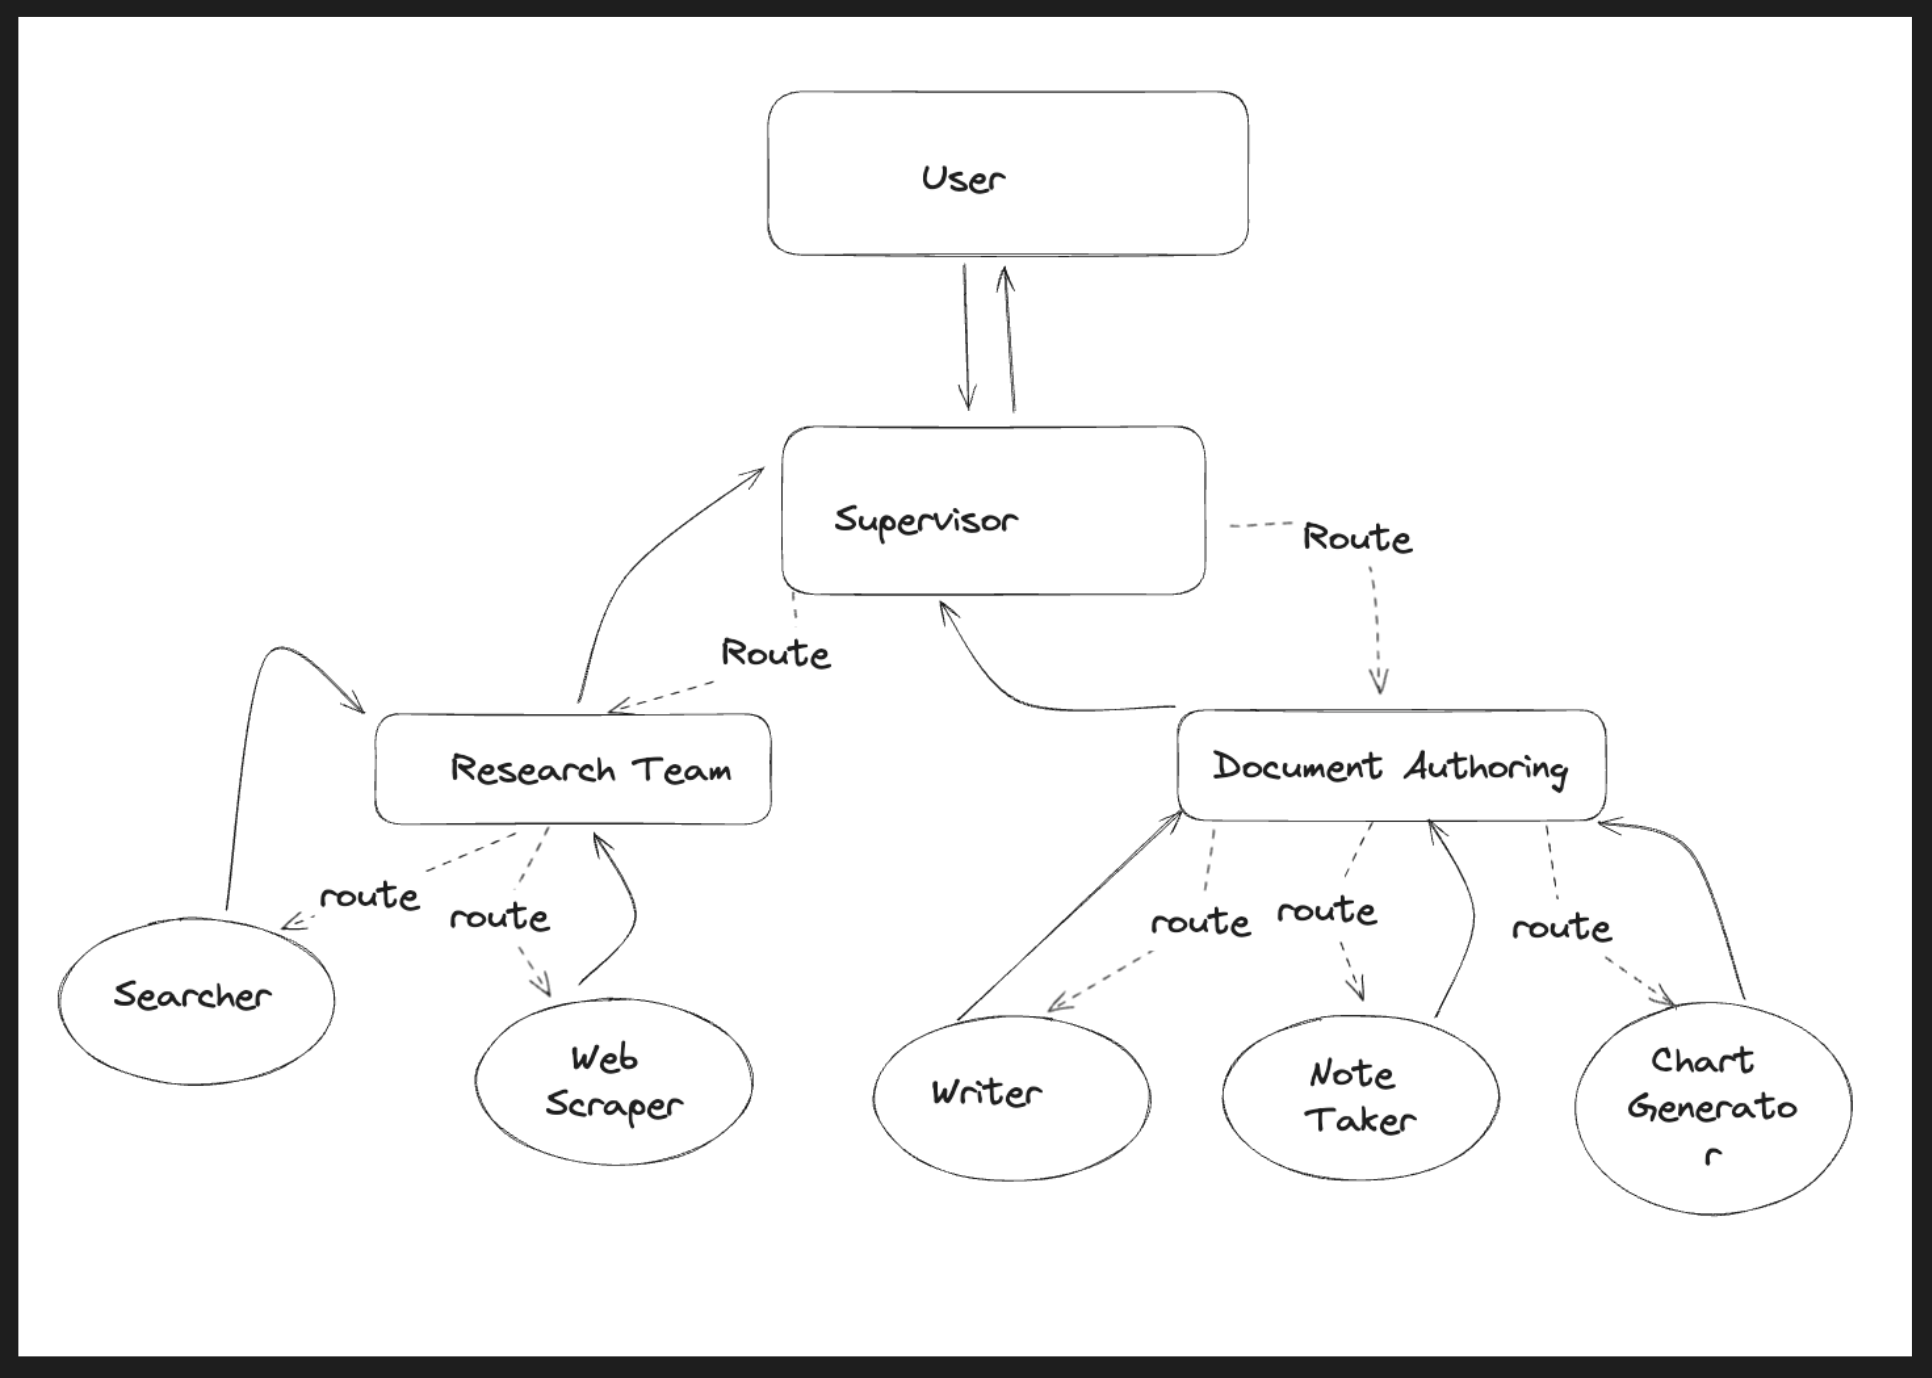 User
Supervisor
Route
Route
Research Team
Document Authoring
route
route
route
route
route
Searcher
Web
Scraper
Writer
Note
Taker
Chart
Generato
r